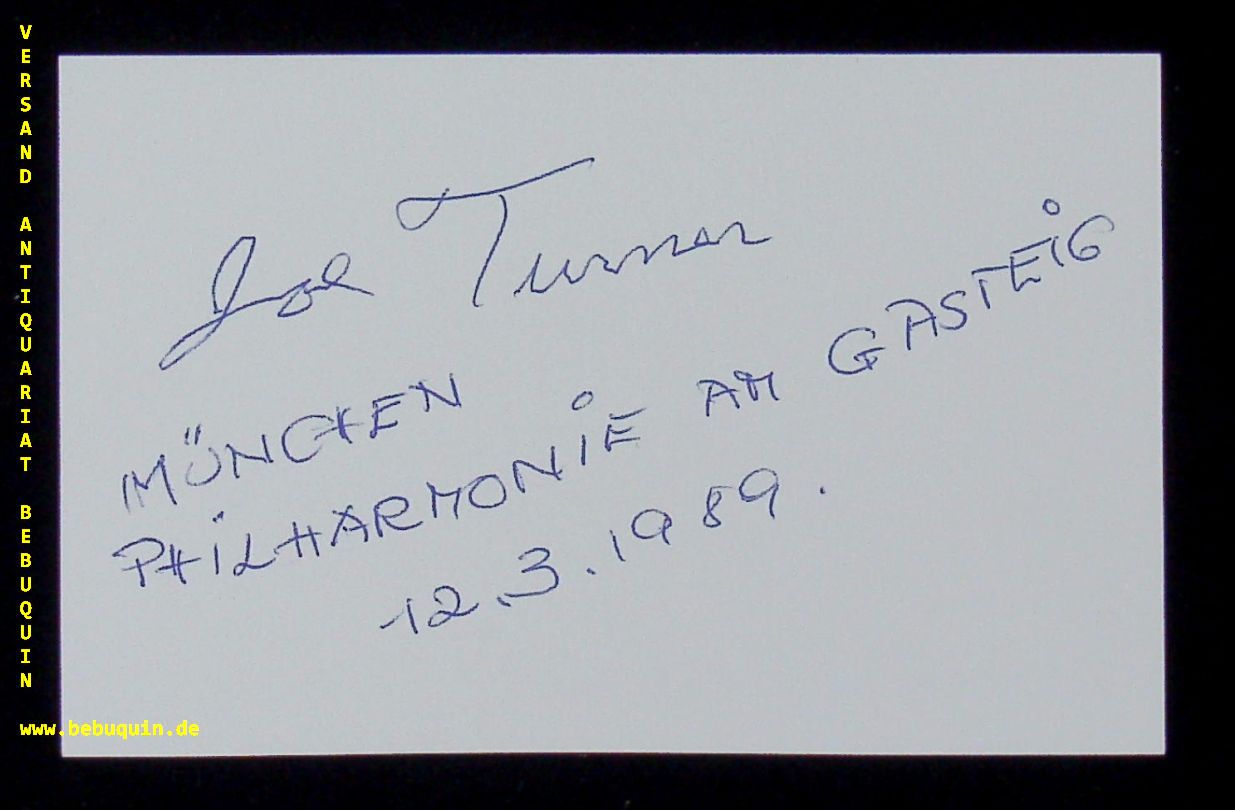 VERSAND ANTIQUARIAT BEBUQUIN
Joe Turner
MÜNCHEN
PHILHARMONIE AM GASTEIG
12.3.1989.
www.bebuquin.de